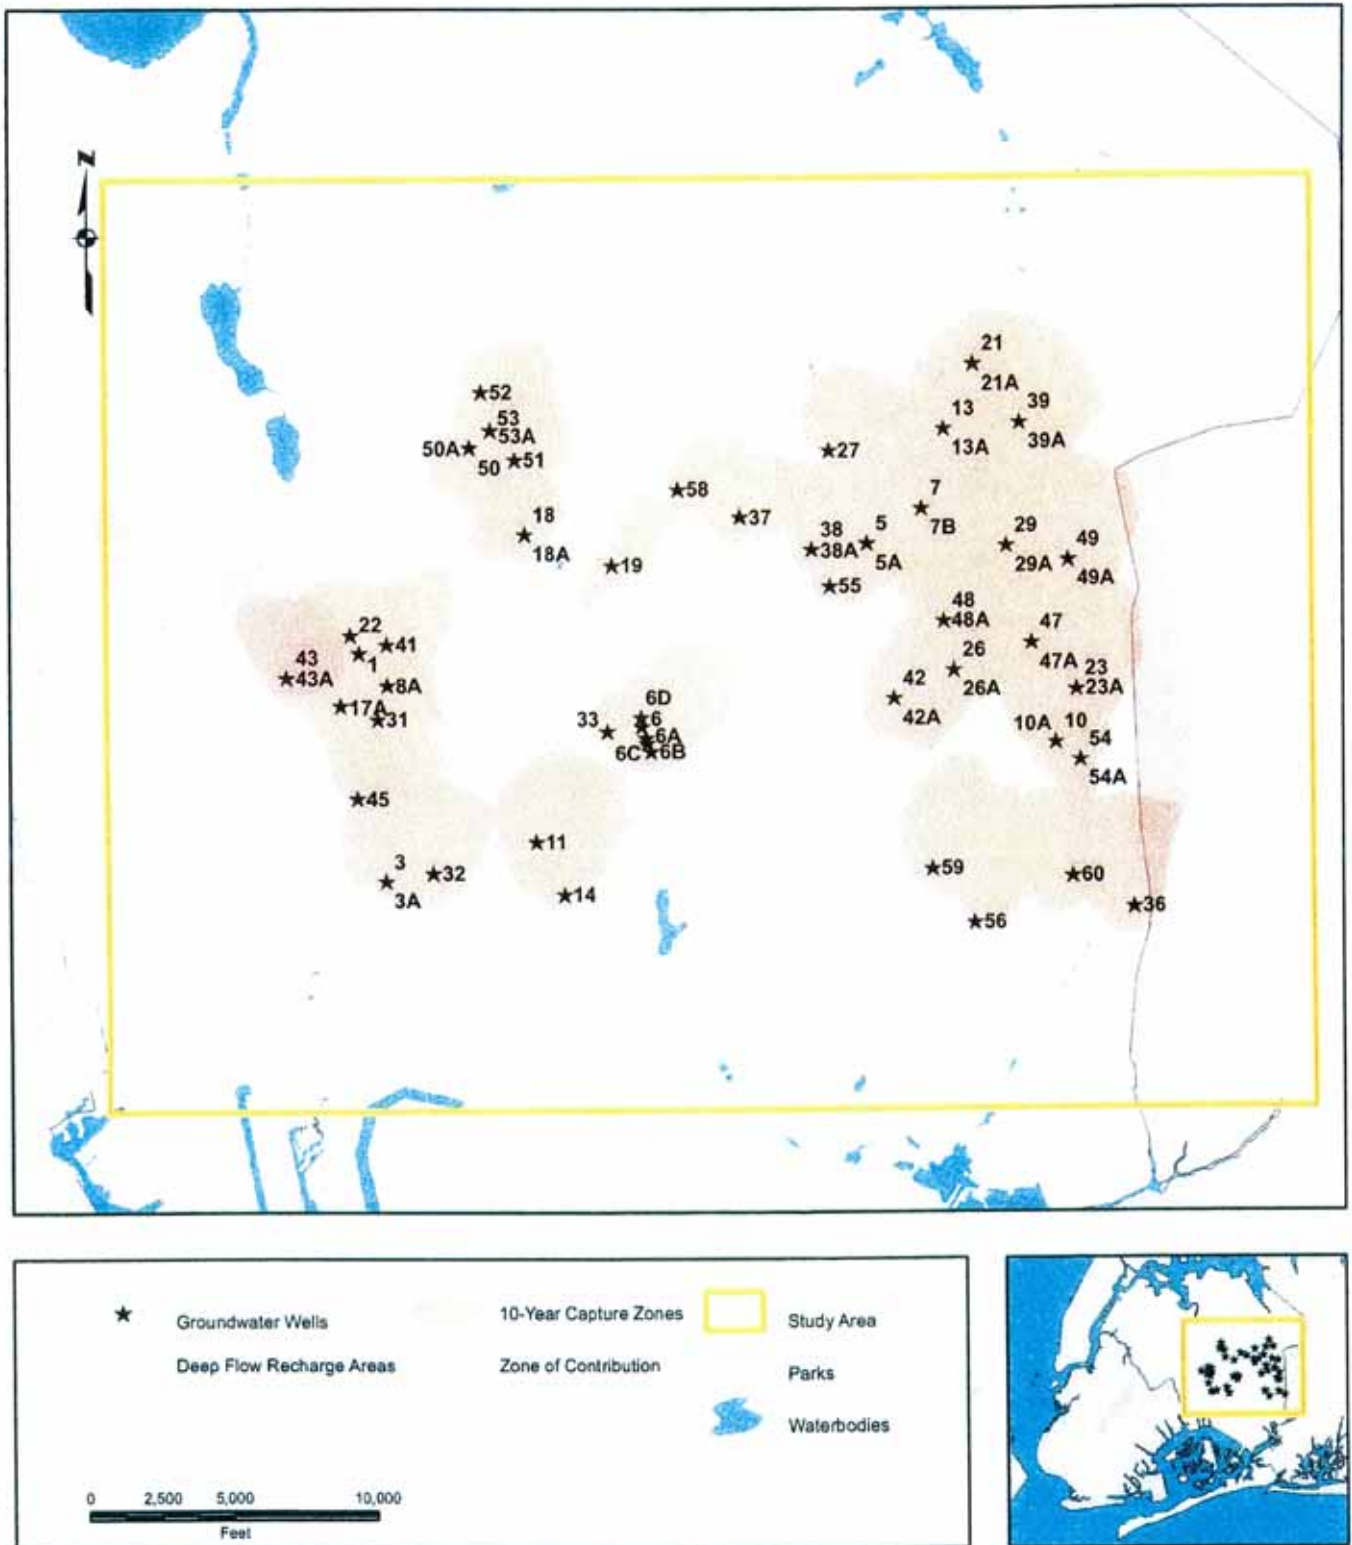 N
21
21A
52
13
39
53
53A
13A
39A
50A
27
51
50
58
7
37
7B
18
38
5
29
49
38A
18A
5A
29A
49A
19
55
48
48A
22
47
41
43
1
26
47A
23
43A
8A
42
26A
23A
17A
6D
42A
31
33
6
10A
10
6A
54
6C
6B
54A
45
11
3
32
59
60
3A
14
36
56
Groundwater Wells
10-Year Capture Zones
Study Area
Deep Flow Recharge Areas
Zone of Contribution
Parks
Waterbodies
0 2,500 5,000 10,000
Feet